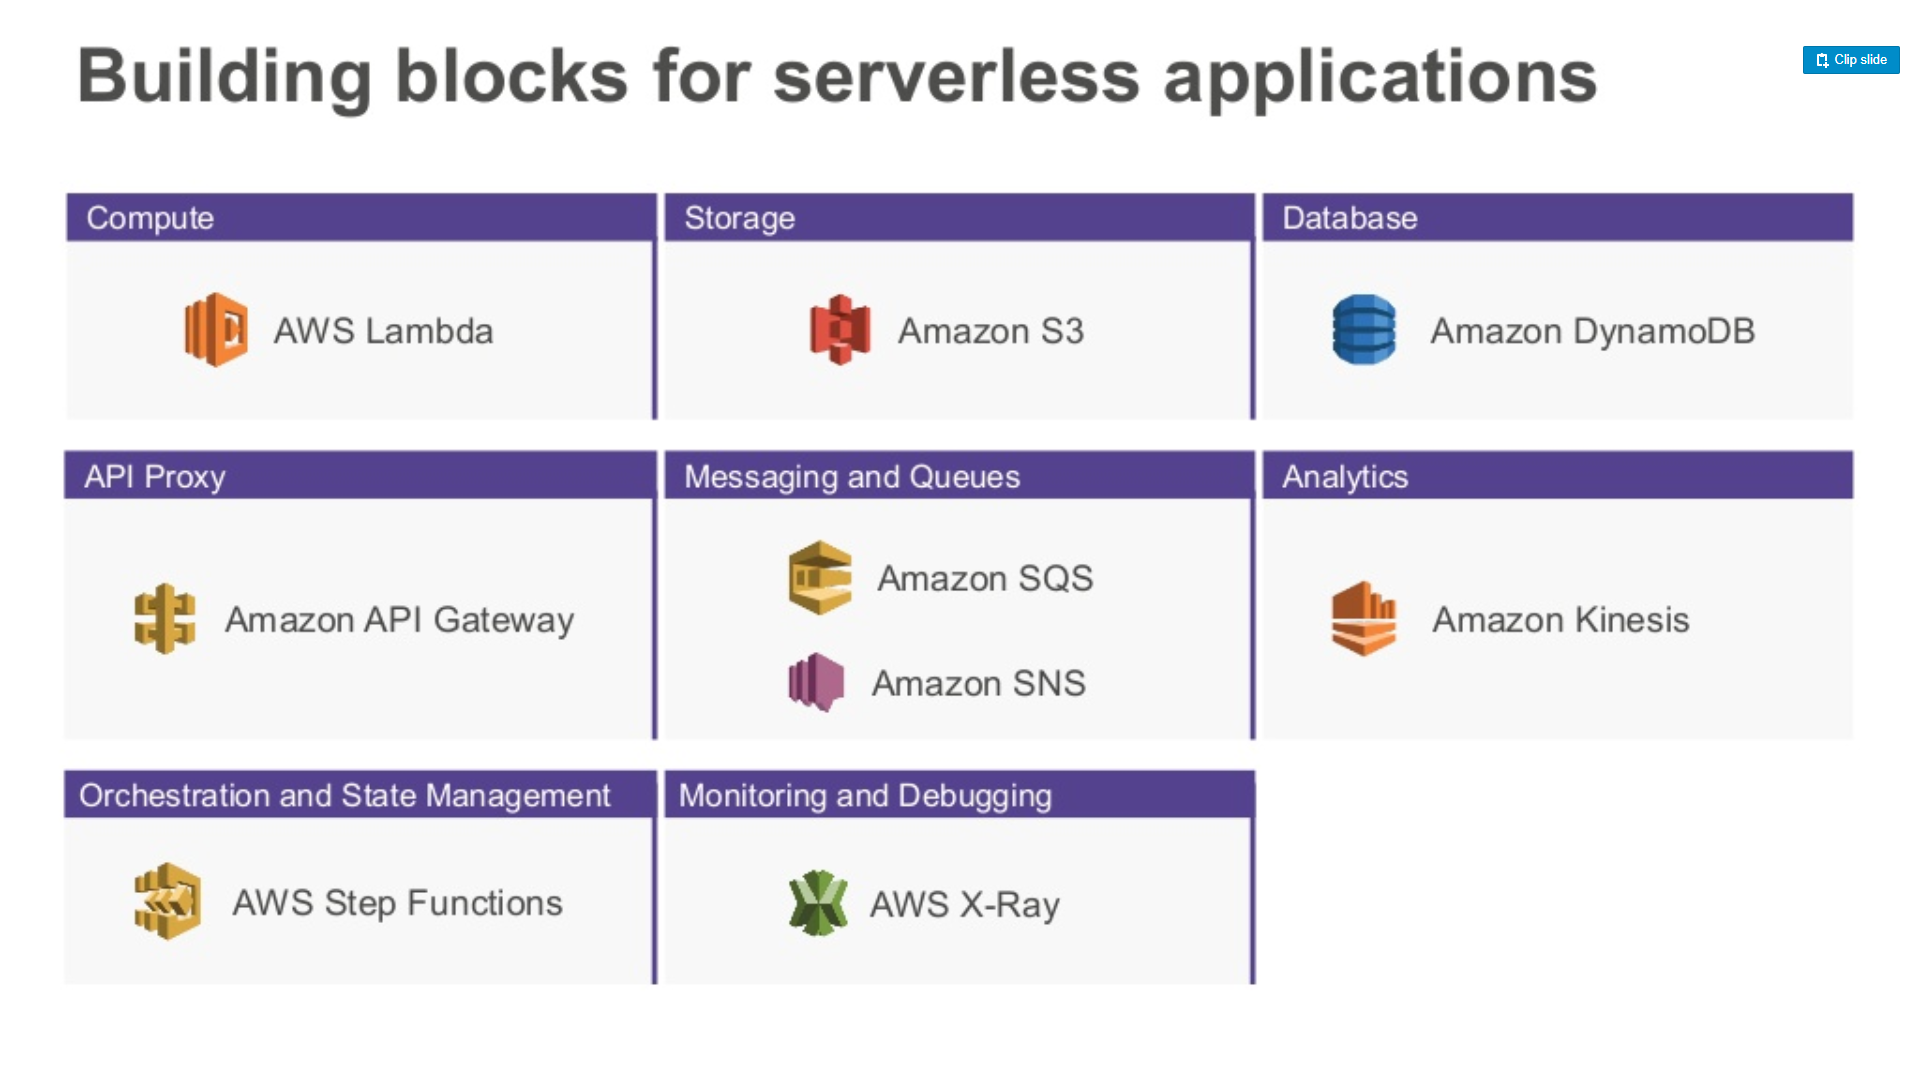 Building blocks for serverless applications
Clip slide
Compute
Storage
Database
AWS Lambda
Amazon S3
Amazon DynamoDB
API Proxy
Messaging and Queues
Analytics
Amazon API Gateway
Amazon SQS
Amazon SNS
Amazon Kinesis
Orchestration and State Management
Monitoring and Debugging
AWS Step Functions
AWS X-Ray